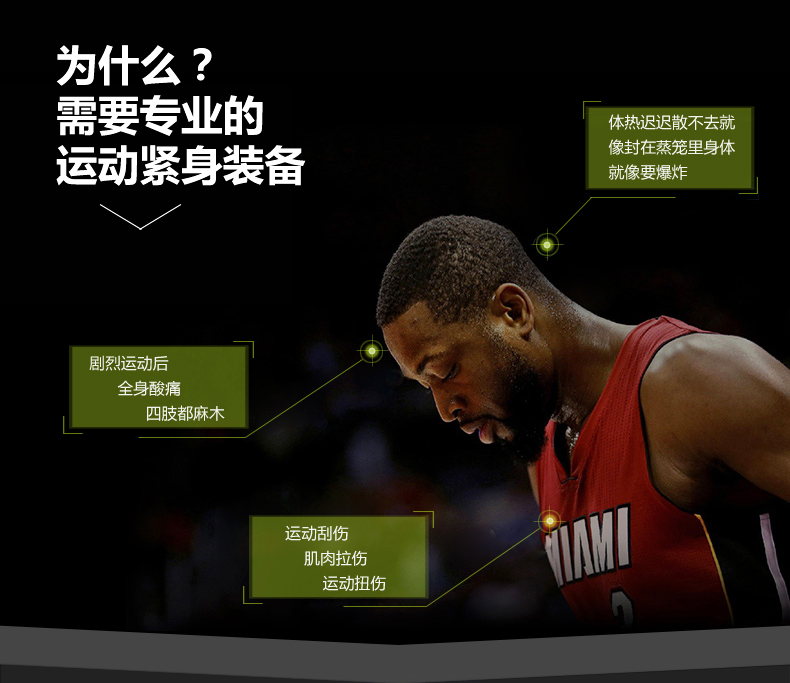 为什么？
需要专业的
运动紧身装备
体热迟迟散不去就
像封在蒸笼里身体
就像要爆炸
剧烈运动后
全身酸痛
四肢都麻木
运动刮伤
肌肉拉伤
运动扭伤
MIAMI